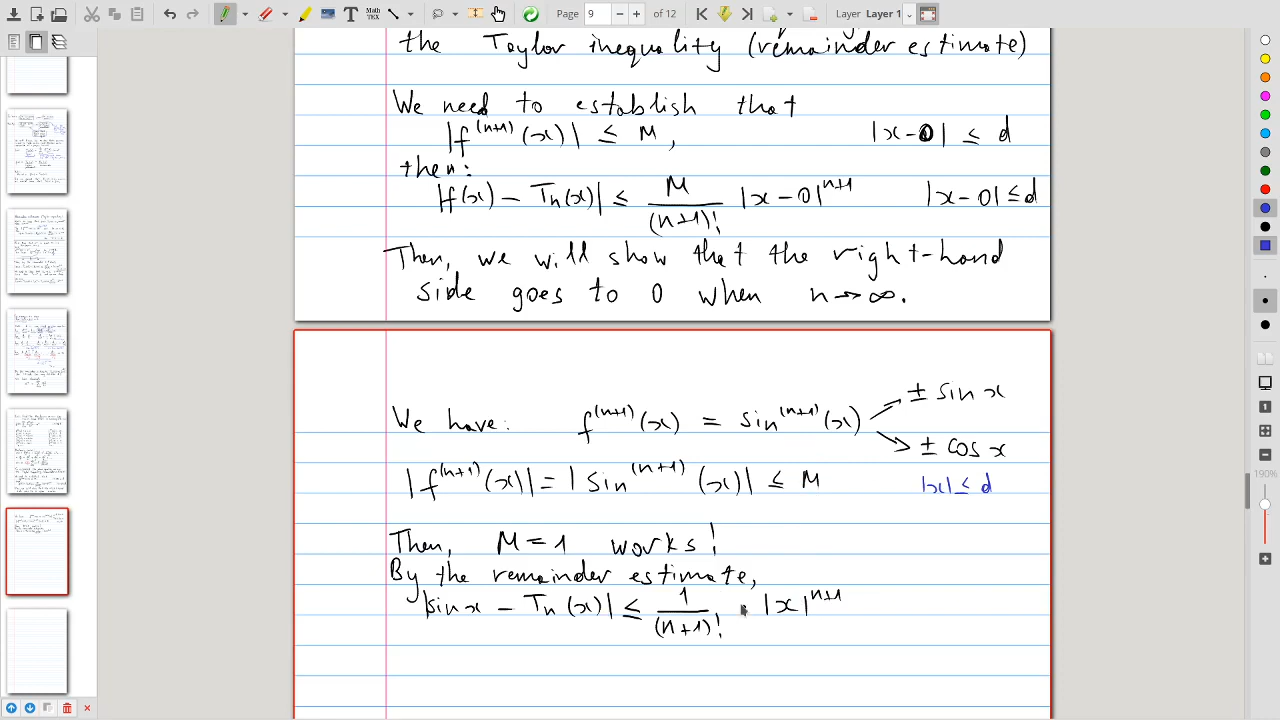 Page 9 of 12 Layer Layer 1
the Taylor inequality (remainder estimate)
We need to establish that
|f^(n+1)(x)| ≤ M, |x-0| ≤ d
then:
|f(x) - Tn(x)| ≤ M/(n+1)! |x-0|^n+1 |x-0| ≤ d
Then, we will show that the right-hand
side goes to 0 when n→∞.
± sin x
We have: f^(n+1)(x) = sin^(n+1)(x)
± cos x
|f^(n+1)(x)| = |sin^(n+1)(x)| ≤ M |x| ≤ d
Then, M = 1 works!
By the remainder estimate,
|sin x - Tn(x)| ≤ 1/(n+1)! · |x|^n+1
190%